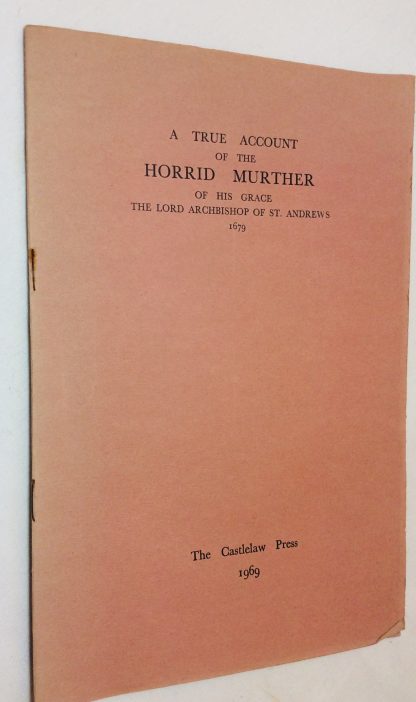 A TRUE ACCOUNT
OF THE
HORRID MURTHER
OF HIS GRACE
THE LORD ARCHBISHOP OF ST. ANDREWS
1679
The Castlelaw Press
1969